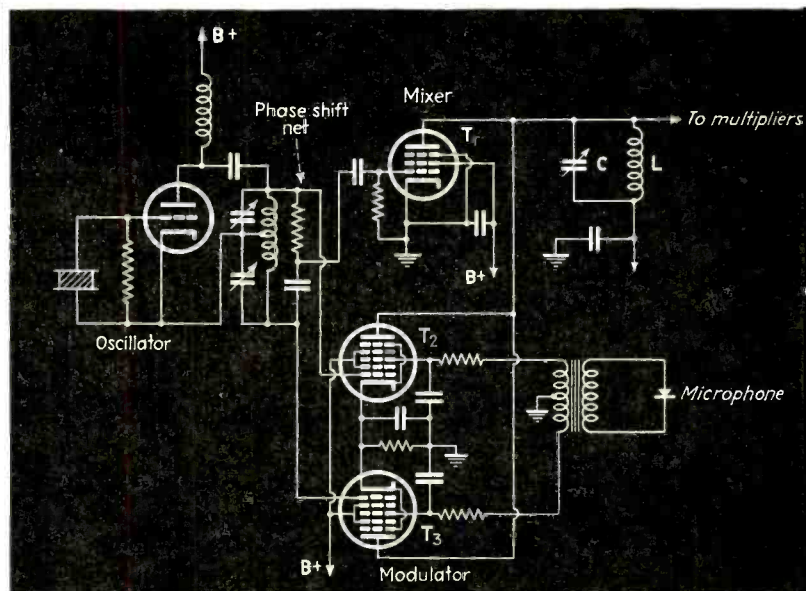 B+
Phase shift
net
Mixer
T₁
To multipliers
C
L
B+
Oscillator
T₂
Microphone
T₃
B+
Modulator